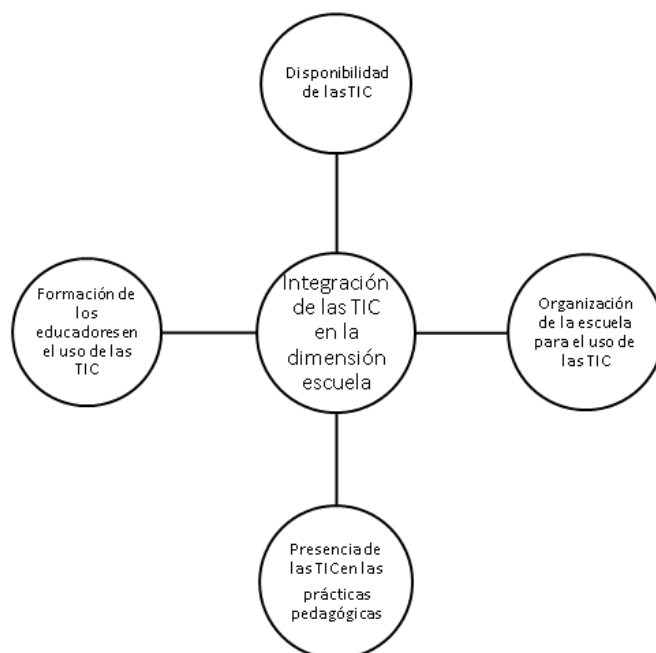 Disponibilidad
de las TIC
Integración
de las TIC
en la
dimensión
escuela
Formación de
los
educadores en
el uso de las
TIC
Organización
de la escuela
para el uso de
las TIC
Presencia de
las TIC en las
prácticas
pedagógicas